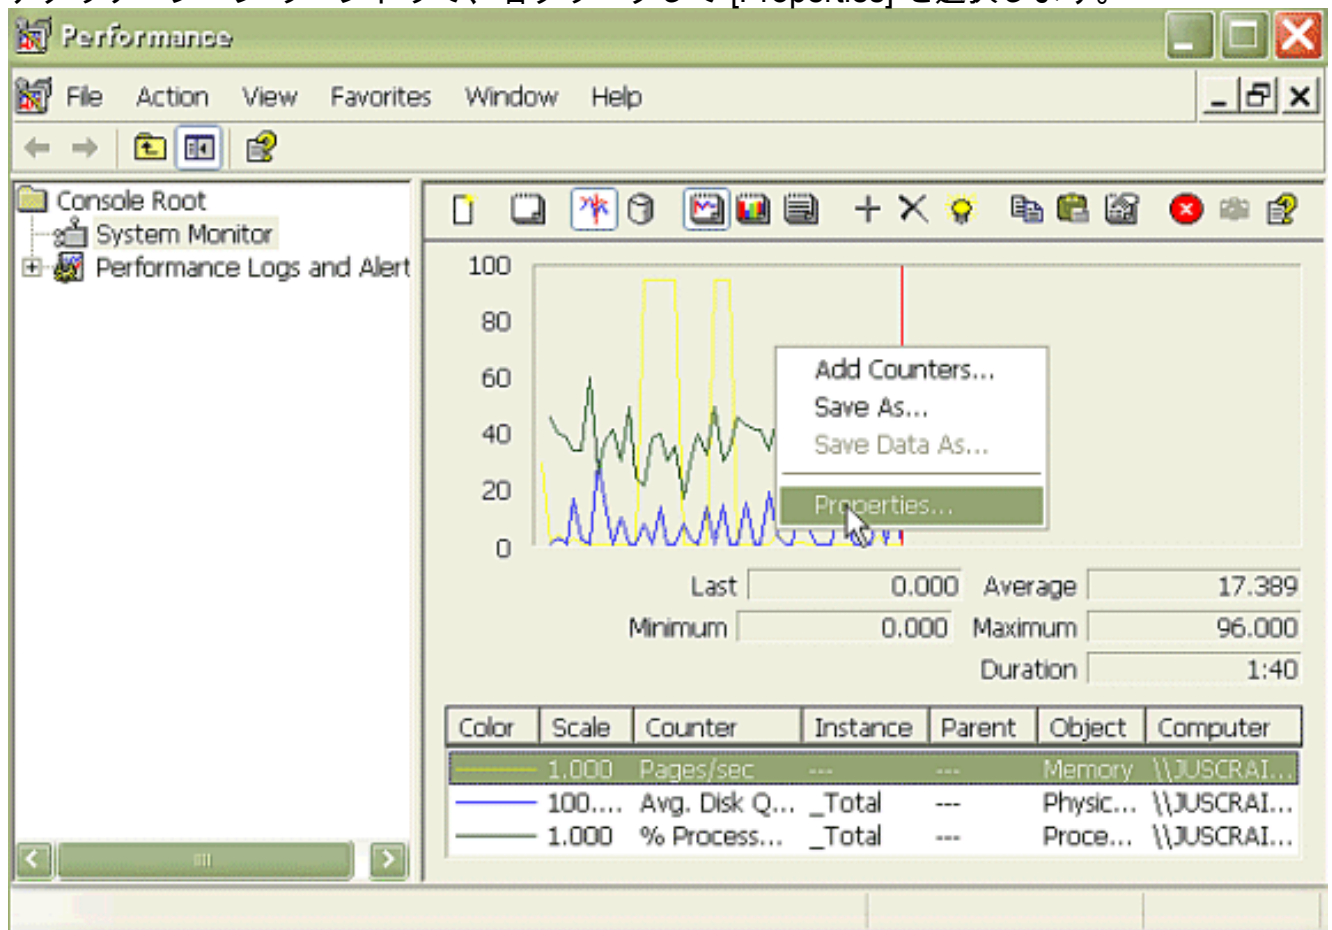 [Properties]
Performance
File Action View Favorites Window Help
Console Root
System Monitor
Performance Logs and Alert
100
80
60
40
20
0
Add Counters...
Save As...
Save Data As...
Properties...
Last 0.000 Average 17.389
Minimum 0.000 Maximum 96.000
Duration 1:40
Color Scale Counter Instance Parent Object Computer
1.000 Pages/sec --- --- Memory \\JUSCRAI...
100.... Avg. Disk Q... _Total --- Physic... \\JUSCRAI...
1.000 % Process... _Total --- Proce... \\JUSCRAI...